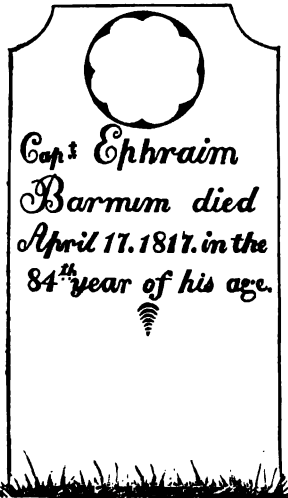 Capt Ephraim
Barnum died
April 17. 1817. in the
84th year of his age.